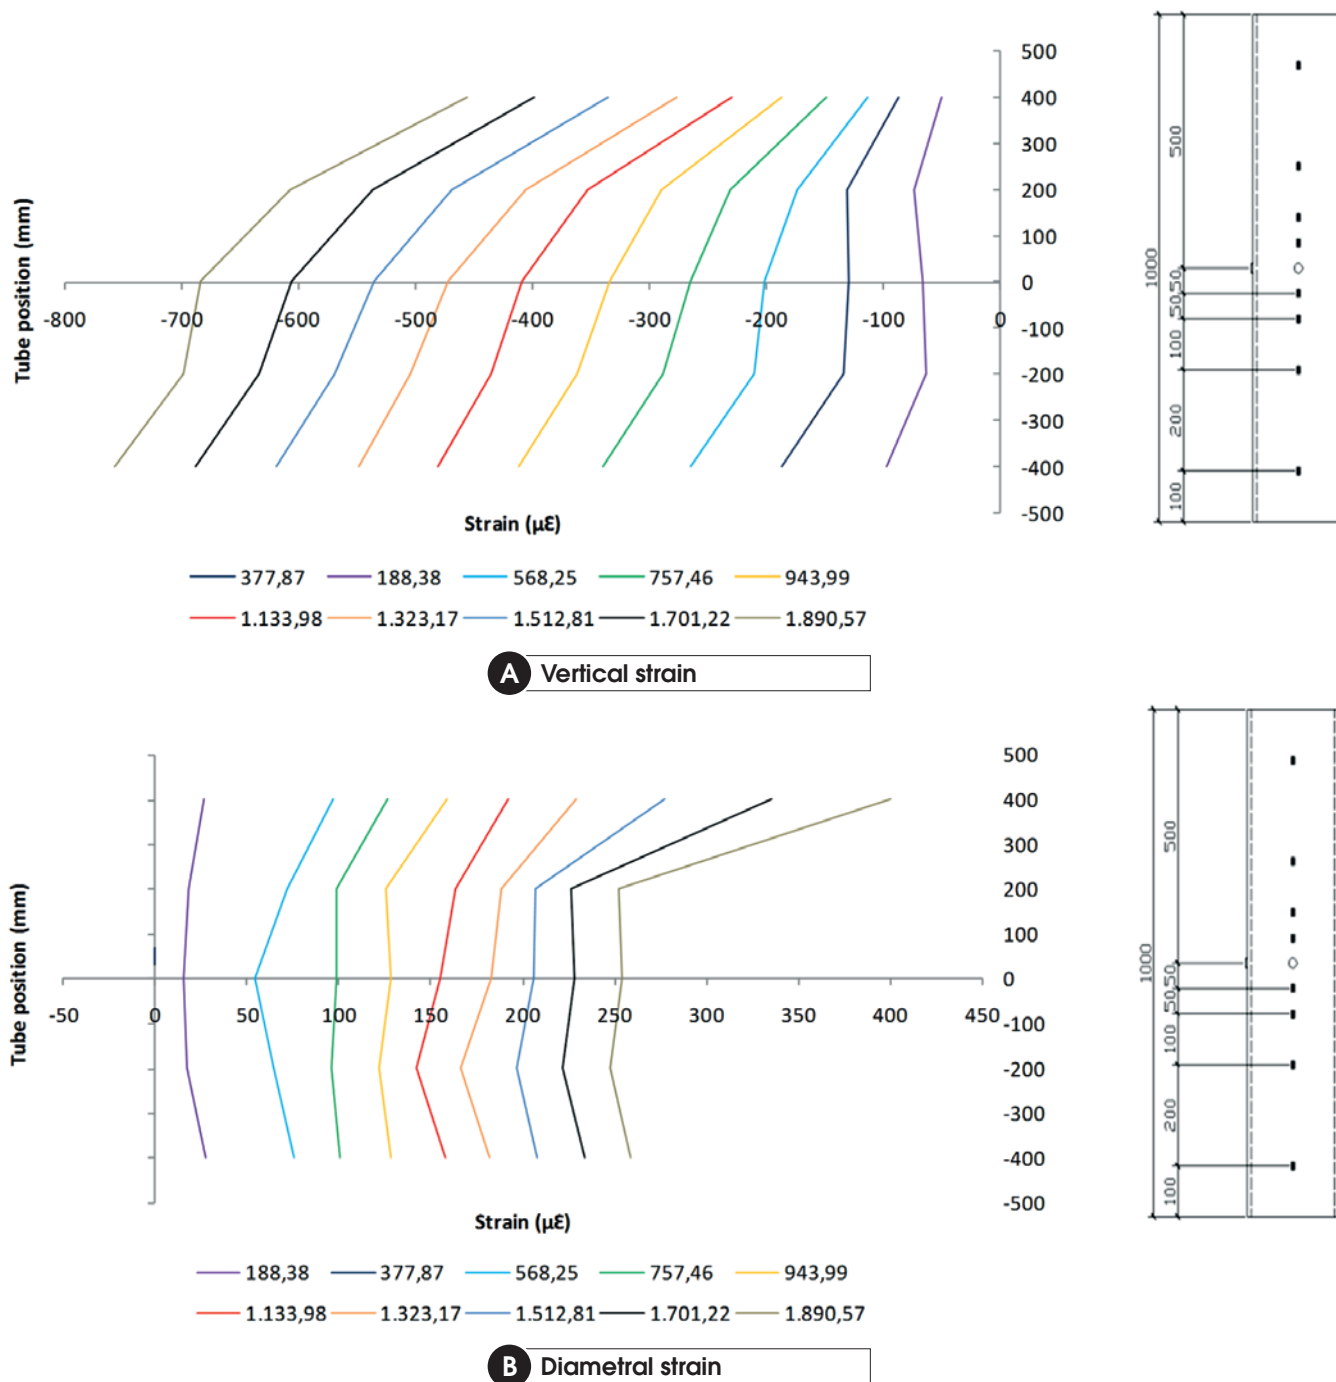 500
400
300
200
100
0
-100
-200
-300
-400
-500
-800 -700 -600 -500 -400 -300 -200 -100 0
Tube position (mm)
Strain (µƐ)
377,87 188,38 568,25 757,46 943,99
1.133,98 1.323,17 1.512,81 1.701,22 1.890,57
1000
500
50,50
100
200
100
A Vertical strain
500
400
300
200
100
0
-100
-200
-300
-400
-500
-50 0 50 100 150 200 250 300 350 400 450
Tube position (mm)
Strain (µƐ)
188,38 377,87 568,25 757,46 943,99
1.133,98 1.323,17 1.512,81 1.701,22 1.890,57
1000
500
50,50
100
200
100
B Diametral strain